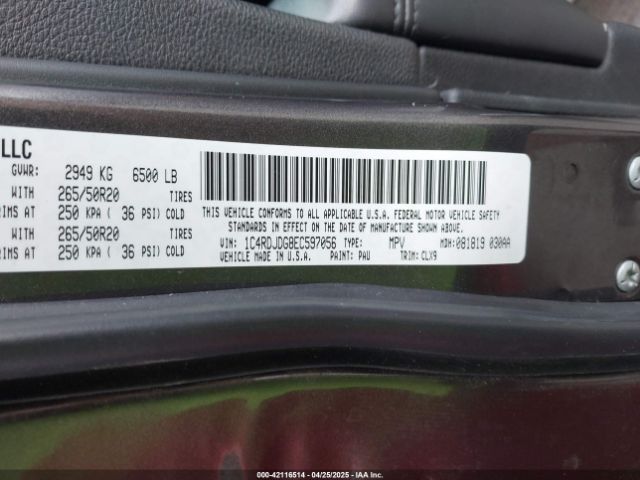 LLC
GVWR: 2949 KG 6500 LB
WITH 265/50R20 TIRES
RIMS AT 250 KPA ( 36 PSI) COLD
WITH 265/50R20 TIRES
RIMS AT 250 KPA ( 36 PSI) COLD
THIS VEHICLE CONFORMS TO ALL APPLICABLE U.S.A. FEDERAL MOTOR VEHICLE SAFETY
STANDARDS IN EFFECT ON THE DATE OF MANUFACTURE SHOWN ABOVE.
VIN: 1C4RDJDG8EC597056 TYPE: MPV MDH: 081819 030AA
VEHICLE MADE IN U.S.A. PAINT: PAU TRIM: CLX9
000-42116514 - 04/25/2025 - IAA Inc.